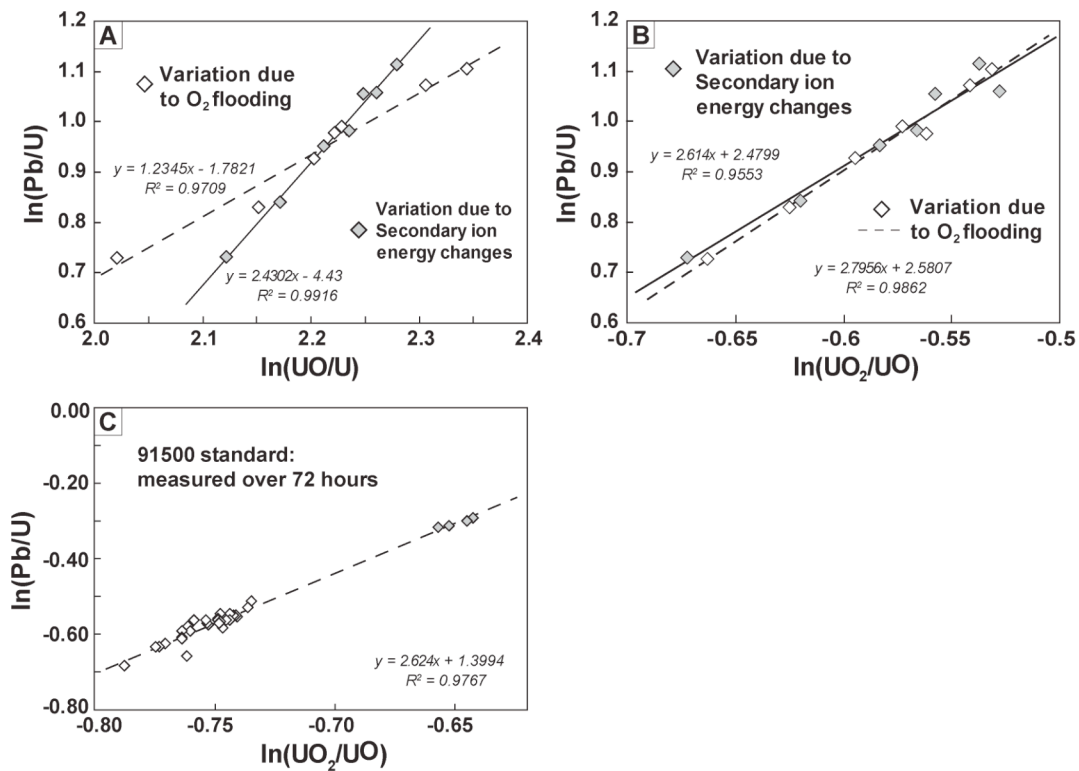 A
Variation due
to O2 flooding
y = 1.2345x - 1.7821
R² = 0.9709
Variation due to
Secondary ion
energy changes
y = 2.4302x - 4.43
R² = 0.9916
ln(Pb/U)
1.2
1.1
1.0
0.9
0.8
0.7
0.6
2.0
2.1
2.2
2.3
2.4
ln(UO/U)
B
Variation due to
Secondary ion
energy changes
y = 2.614x + 2.4799
R² = 0.9553
Variation due
to O2 flooding
y = 2.7956x + 2.5807
R² = 0.9862
ln(Pb/U)
1.2
1.1
1.0
0.9
0.8
0.7
0.6
-0.7
-0.65
-0.6
-0.55
-0.5
ln(UO2/UO)
C
91500 standard:
measured over 72 hours
y = 2.624x + 1.3994
R² = 0.9767
ln(Pb/U)
0.00
-0.20
-0.40
-0.60
-0.80
-0.80
-0.75
-0.70
-0.65
ln(UO2/UO)